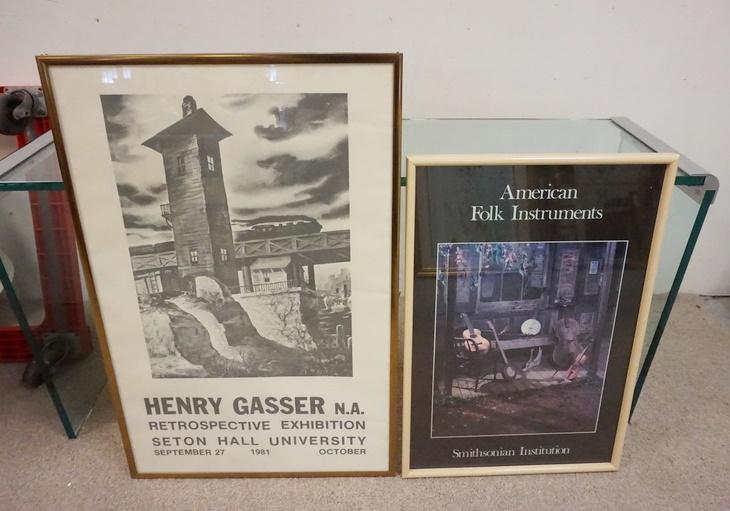 HENRY GASSER N.A.
RETROSPECTIVE EXHIBITION
SETON HALL UNIVERSITY
SEPTEMBER 27 1981 OCTOBER
American
Folk Instruments
Smithsonian Institution